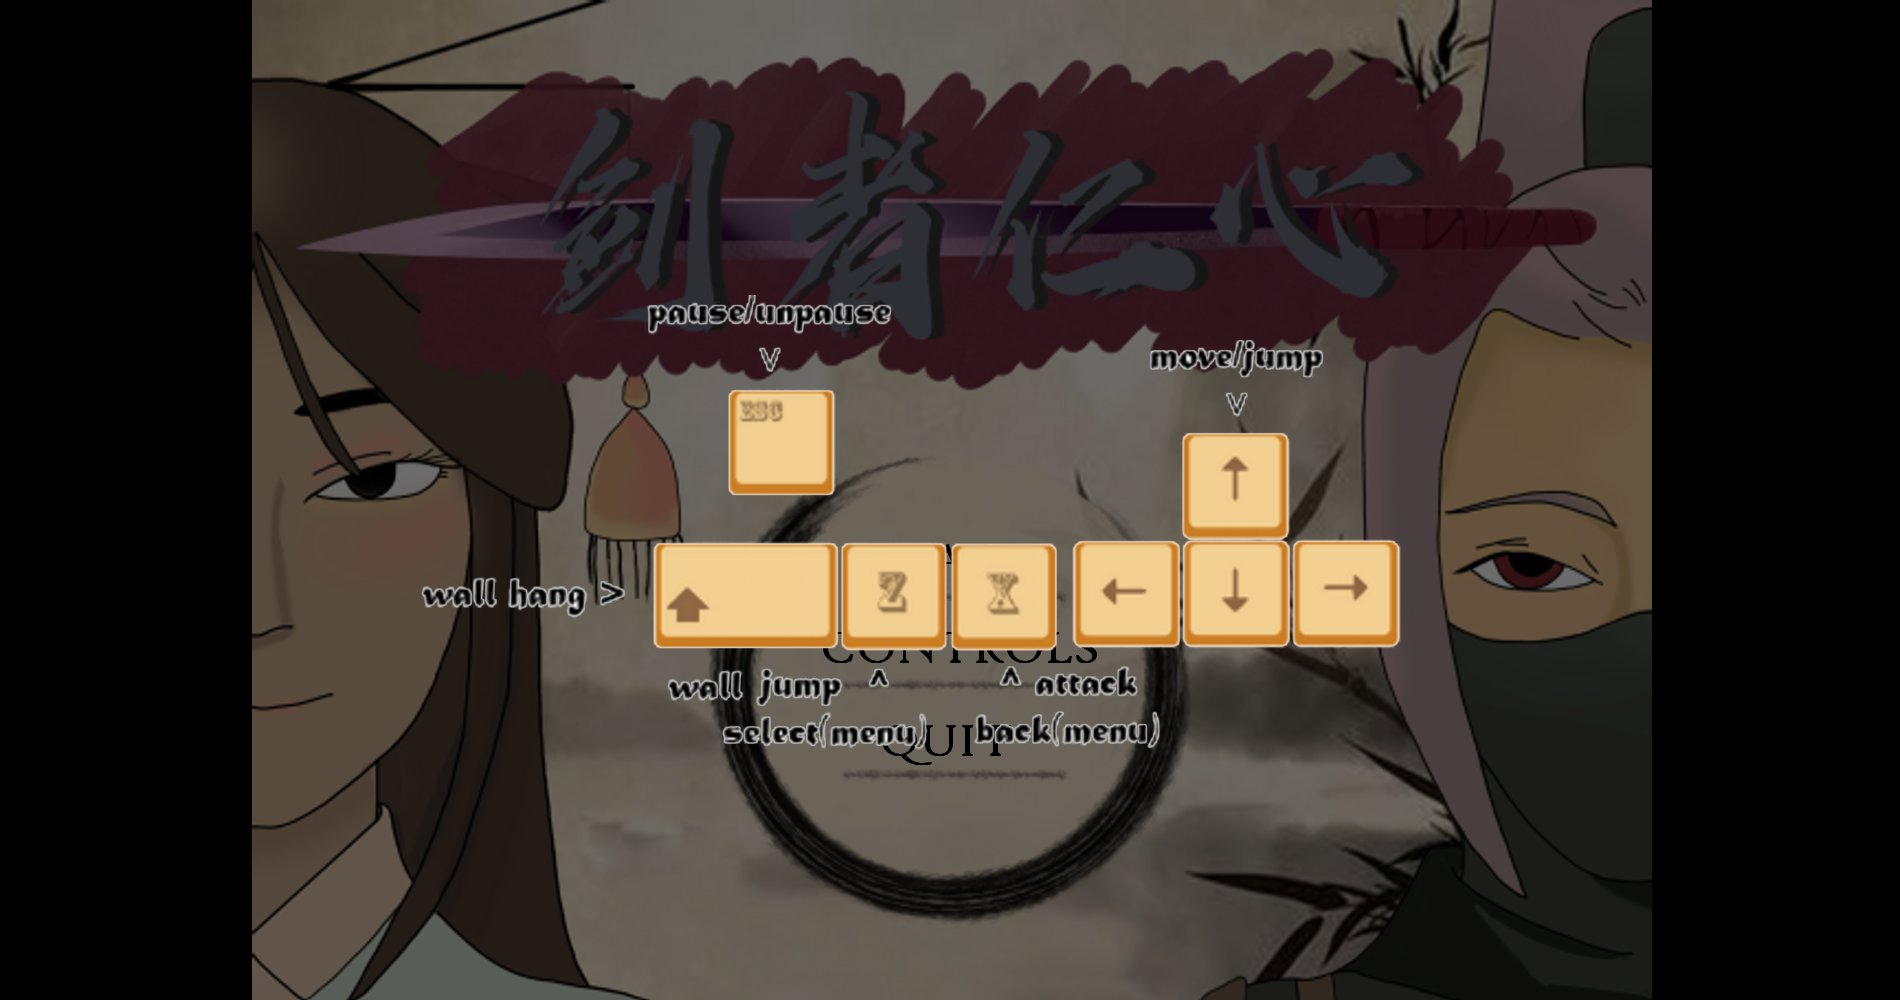 剑者仁心
pause/unpause
V
move/jump
V
ESC
↑
wall hang >
Z
X
←
↓
→
CONTROLS
wall jump ^
^ attack
select(menu)
back(menu)
QUIT